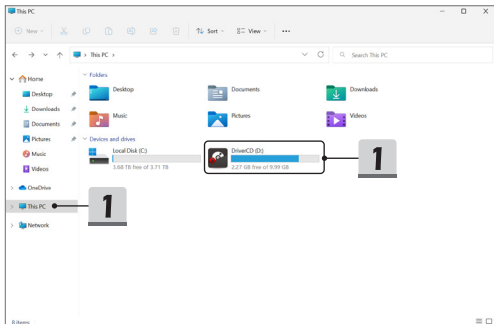 This PC
New
Sort
View
This PC
Search This PC
Home
Desktop
Downloads
Documents
Pictures
Music
Videos
OneDrive
This PC
Network
Folders
Desktop
Documents
Downloads
Music
Pictures
Videos
Devices and drives
Local Disk (C:)
3.68 TB free of 3.71 TB
DriverCD (D:)
2.27 GB free of 9.99 GB
1
1
8 items